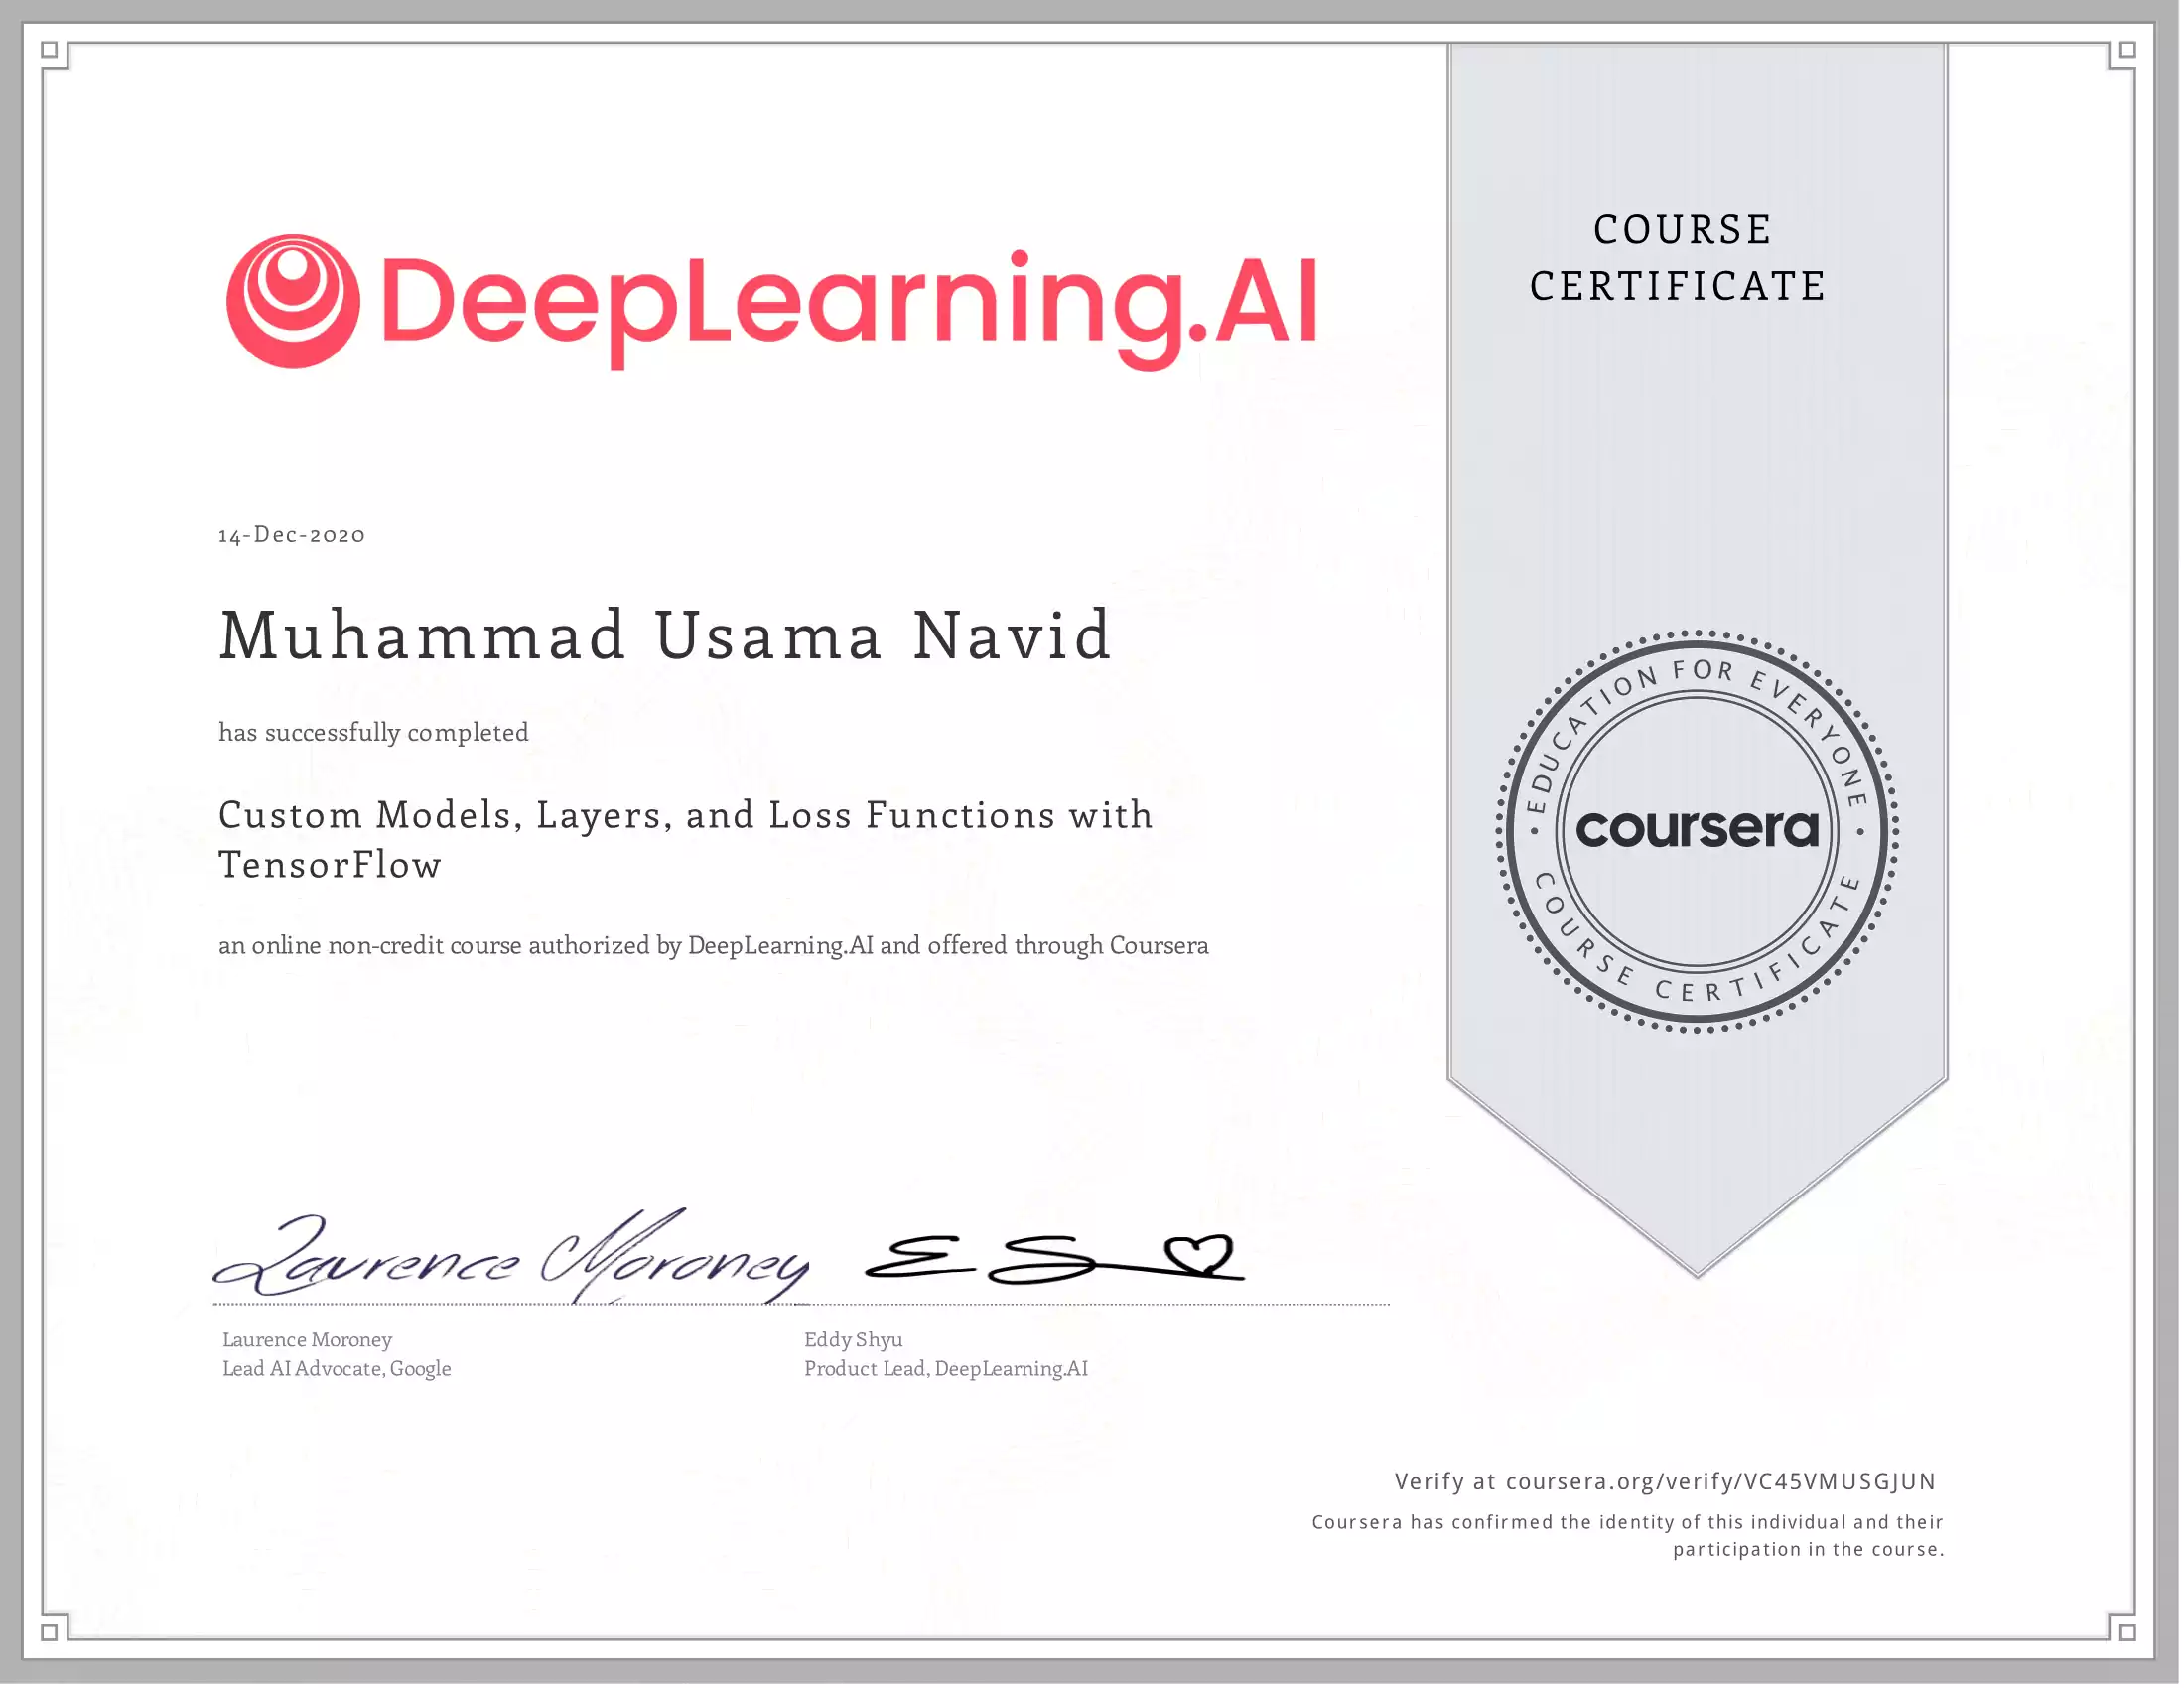 DeepLearning.AI
COURSE
CERTIFICATE
14-Dec-2020
Muhammad Usama Navid
has successfully completed
Custom Models, Layers, and Loss Functions with
TensorFlow
an online non-credit course authorized by DeepLearning.AI and offered through Coursera
EDUCATION FOR EVERYONE
coursera
COURSE CERTIFICATE
Laurence Moroney
Laurence Moroney
Lead AI Advocate, Google
Eddy Shyu
Product Lead, DeepLearning.AI
Verify at coursera.org/verify/VC45VMUSGJUN
Coursera has confirmed the identity of this individual and their
participation in the course.